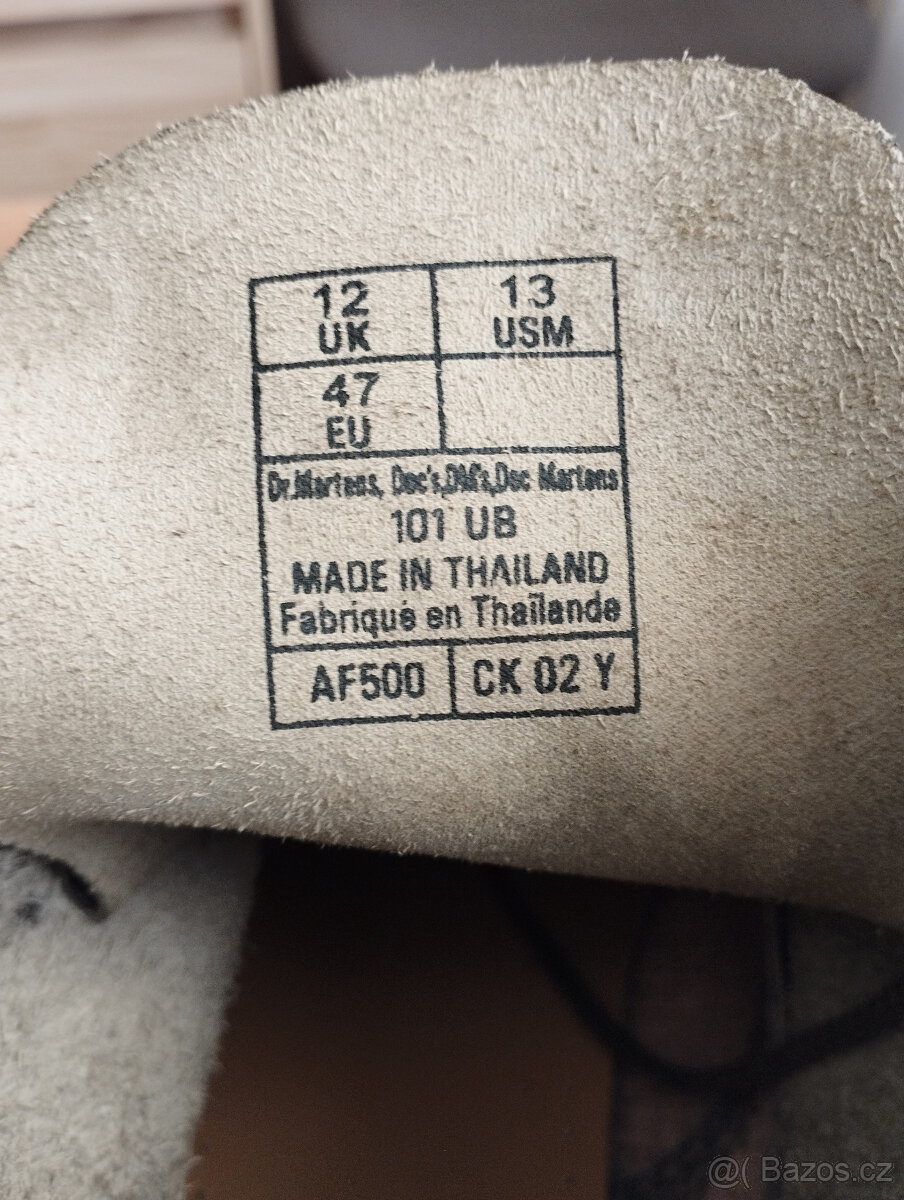 12
UK
13
USM
47
EU
Dr.Martens, Doc's,DM's,Doc Martens
101 UB
MADE IN THAILAND
Fabriqué en Thaïlande
AF500
CK 02 Y
@( Bazos.cz